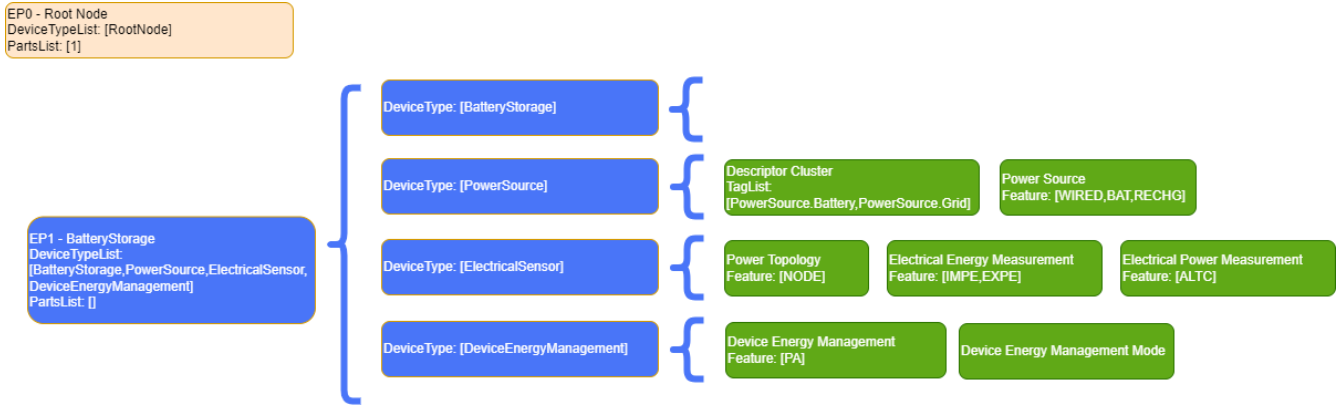 EP0 - Root Node
DeviceTypeList: [RootNode]
PartsList: [1]
EP1 - BatteryStorage
DeviceTypeList:
[BatteryStorage,PowerSource,ElectricalSensor,
DeviceEnergyManagement]
PartsList: []
DeviceType: [BatteryStorage]
DeviceType: [PowerSource]
Descriptor Cluster
TagList:
[PowerSource.Battery,PowerSource.Grid]
Power Source
Feature: [WIRED,BAT,RECHG]
DeviceType: [ElectricalSensor]
Power Topology
Feature: [NODE]
Electrical Energy Measurement
Feature: [IMPE,EXPE]
Electrical Power Measurement
Feature: [ALTC]
DeviceType: [DeviceEnergyManagement]
Device Energy Management
Feature: [PA]
Device Energy Management Mode